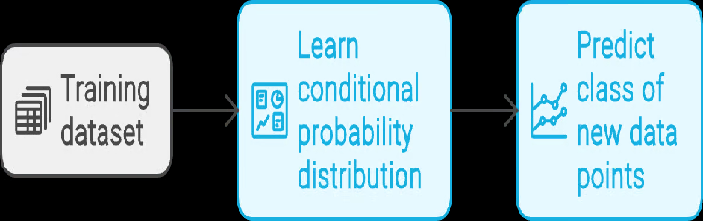 Training
dataset
Learn
conditional
probability
distribution
Predict
class of
new data
points